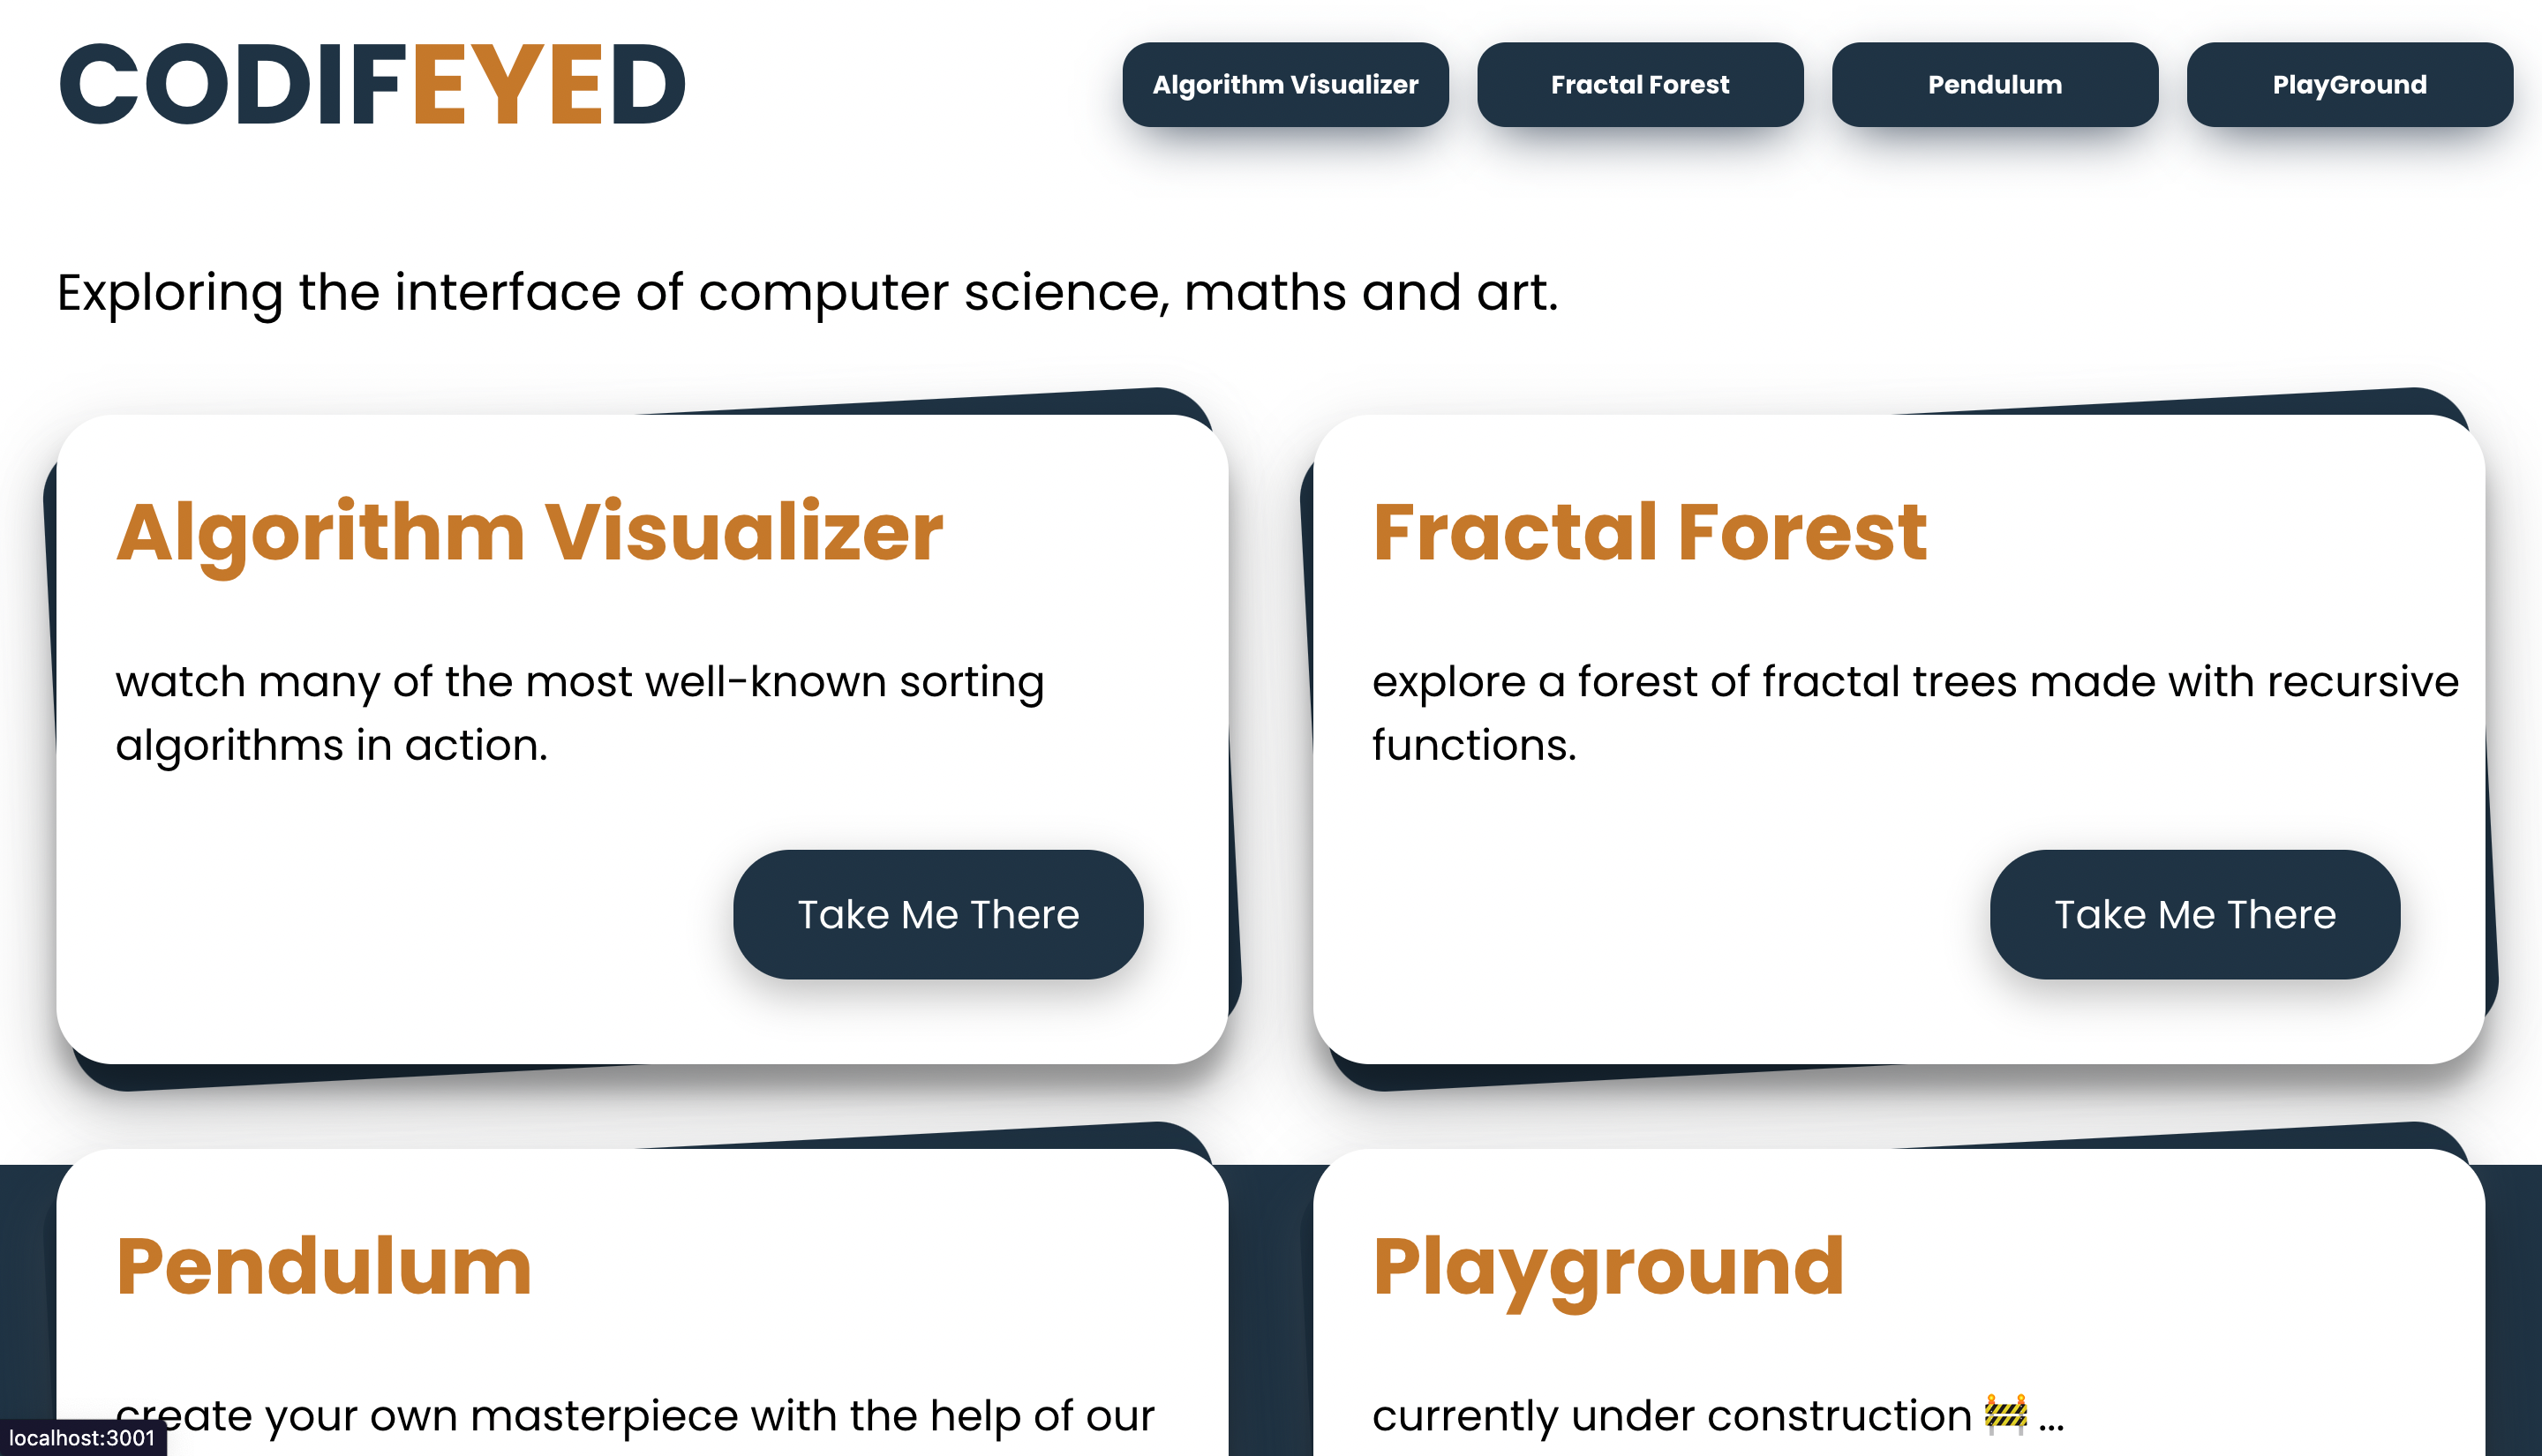 CODIFEYED
Algorithm Visualizer
Fractal Forest
Pendulum
PlayGround
Exploring the interface of computer science, maths and art.
Algorithm Visualizer
watch many of the most well-known sorting
algorithms in action.
Take Me There
Fractal Forest
explore a forest of fractal trees made with recursive
functions.
Take Me There
Pendulum
create your own masterpiece with the help of our
Playground
currently under construction 🚧 ...
localhost:3001